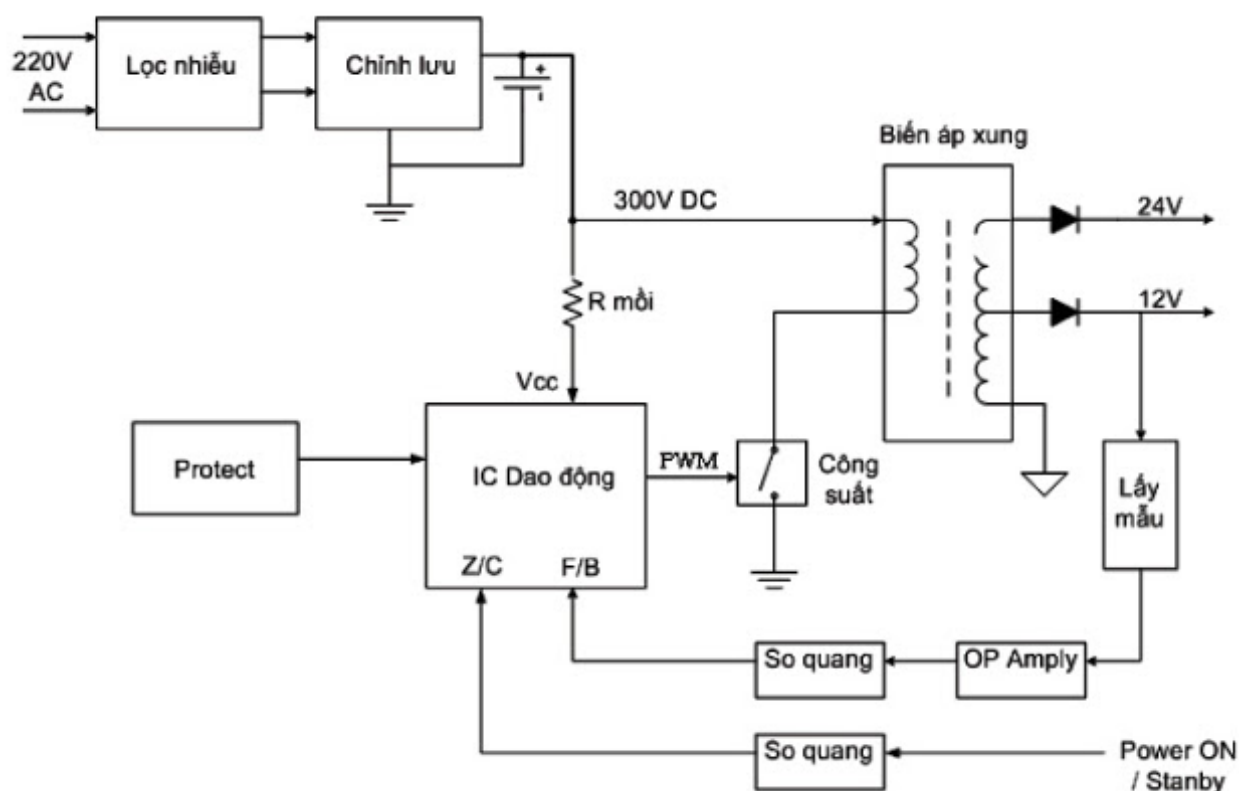 220V
AC
Lọc nhiễu
Chỉnh lưu
+
-
Biến áp xung
300V DC
24V
R mồi
12V
Vcc
Protect
IC Dao động
PWM
Công
suất
Lấy
mẫu
Z/C
F/B
So quang
OP Amply
So quang
Power ON
/ Stanby